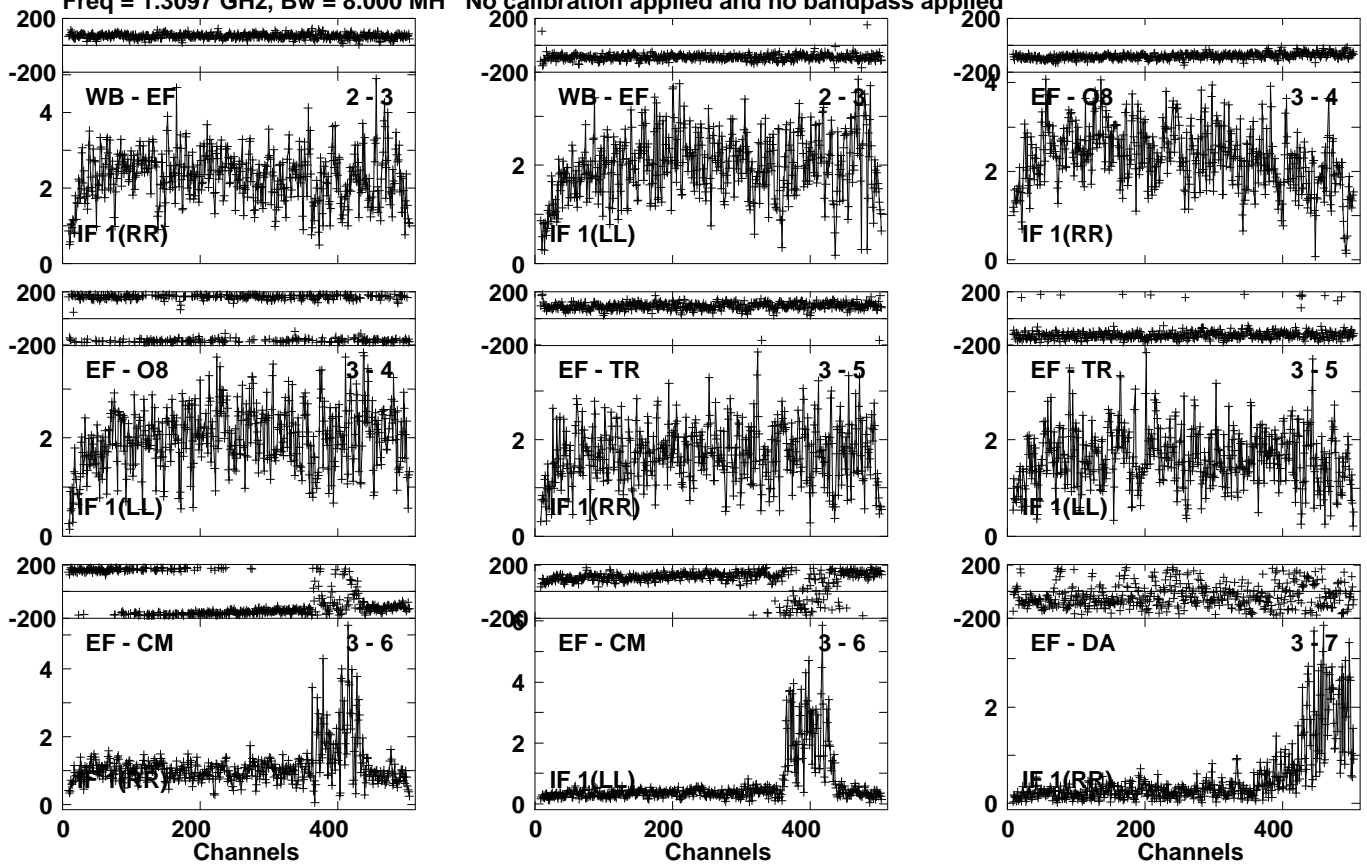 Freq = 1.3097 GHz, Bw = 8.000 MH No calibration applied and no bandpass applied
200
-200
WB - EF 2 - 3
4
2
IF 1(RR)
0
200
-200
WB - EF 2 - 3
2
IF 1(LL)
0
200
-200
4
EF - O8 3 - 4
2
IF 1(RR)
0
200
-200
EF - O8 3 - 4
2
IF 1(LL)
0
200
-200
EF - TR 3 - 5
2
IF 1(RR)
0
200
-200
EF - TR 3 - 5
2
IF 1(LL)
0
200
-200
EF - CM 3 - 6
4
2
IF 1(RR)
0
0 200 400
Channels
200
-200
6
EF - CM 3 - 6
4
2
IF 1(LL)
0
0 200 400
Channels
200
-200
EF - DA 3 - 7
2
IF 1(RR)
0
0 200 400
Channels